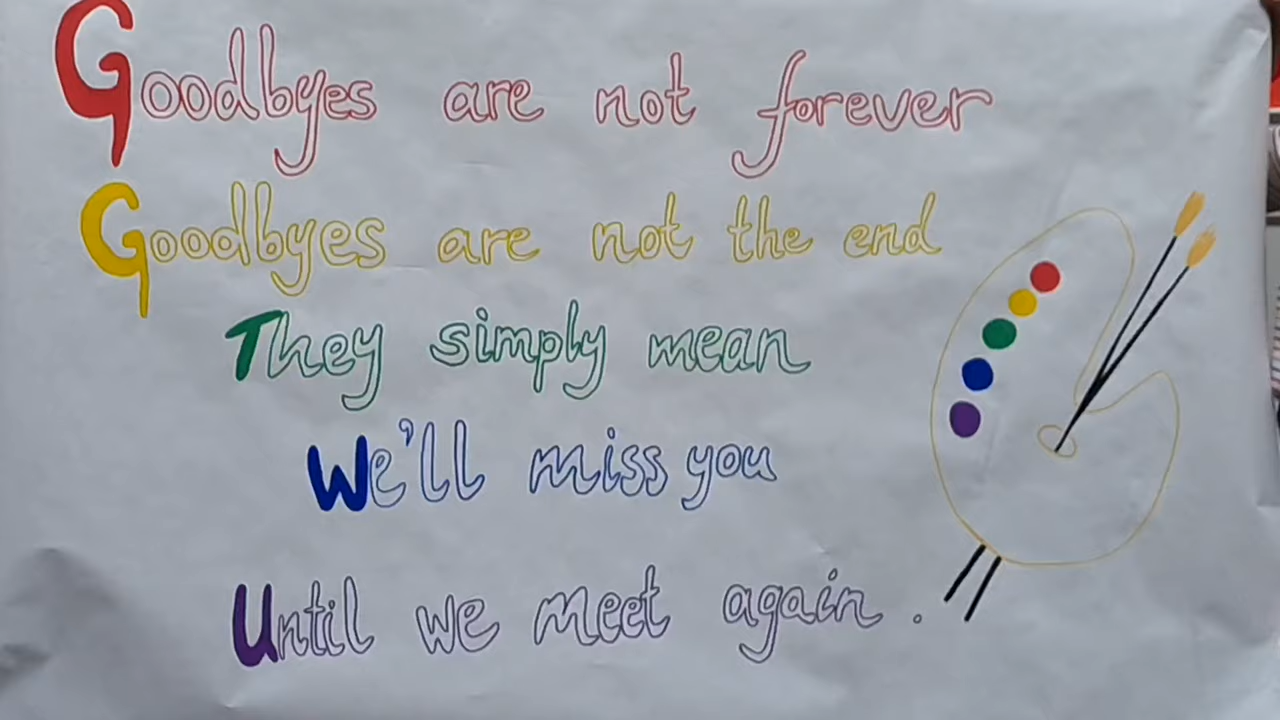 Goodbyes are not forever
Goodbyes are not the end
They simply mean
We'll miss you
Until we meet again.